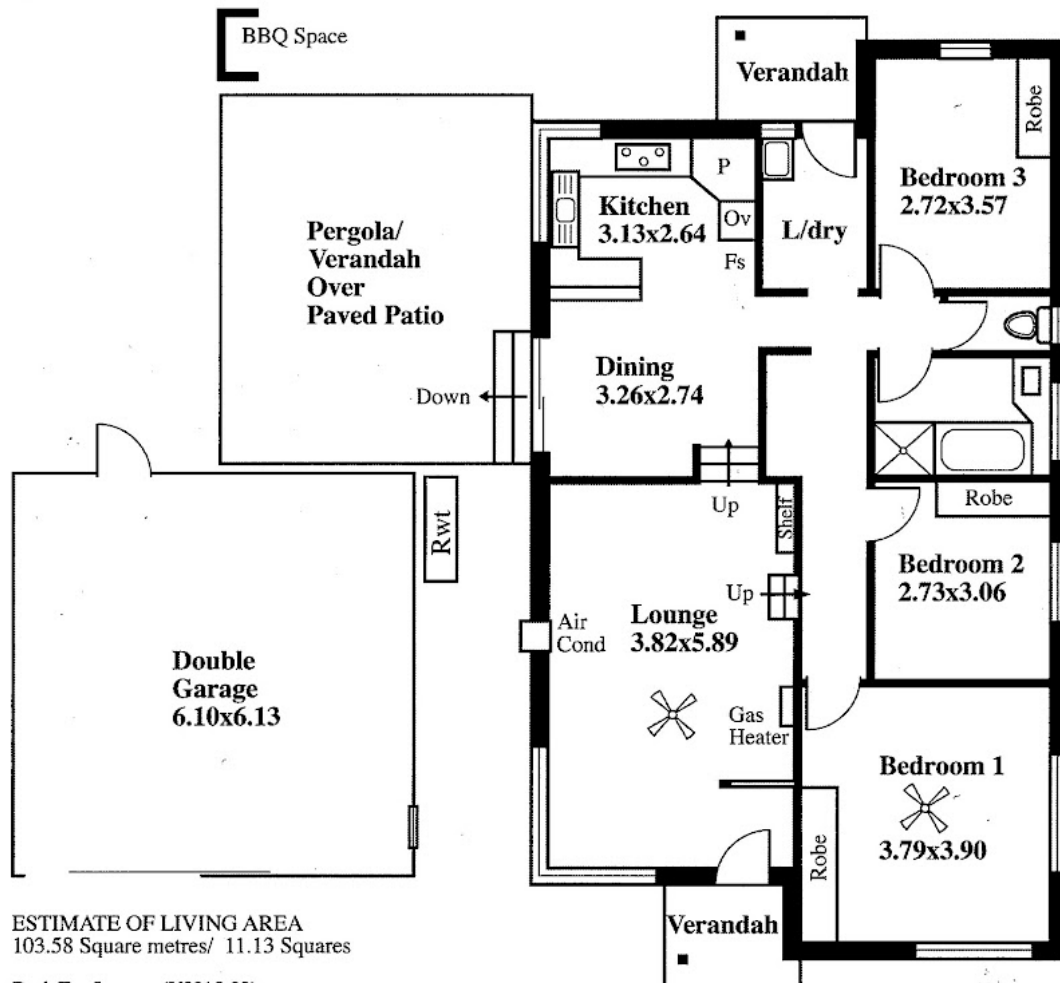 BBQ Space
Verandah
Robe
Bedroom 3
2.72x3.57
P
Kitchen
3.13x2.64
Ov
Fs
L/dry
Pergola/
Verandah
Over
Paved Patio
Dining
3.26x2.74
Down
Up
Shelf
Rwt
Robe
Bedroom 2
2.73x3.06
Up
Lounge
3.82x5.89
Air
Cond
Double
Garage
6.10x6.13
Gas
Heater
Bedroom 1
3.79x3.90
Robe
Verandah
ESTIMATE OF LIVING AREA
103.58 Square metres/ 11.13 Squares